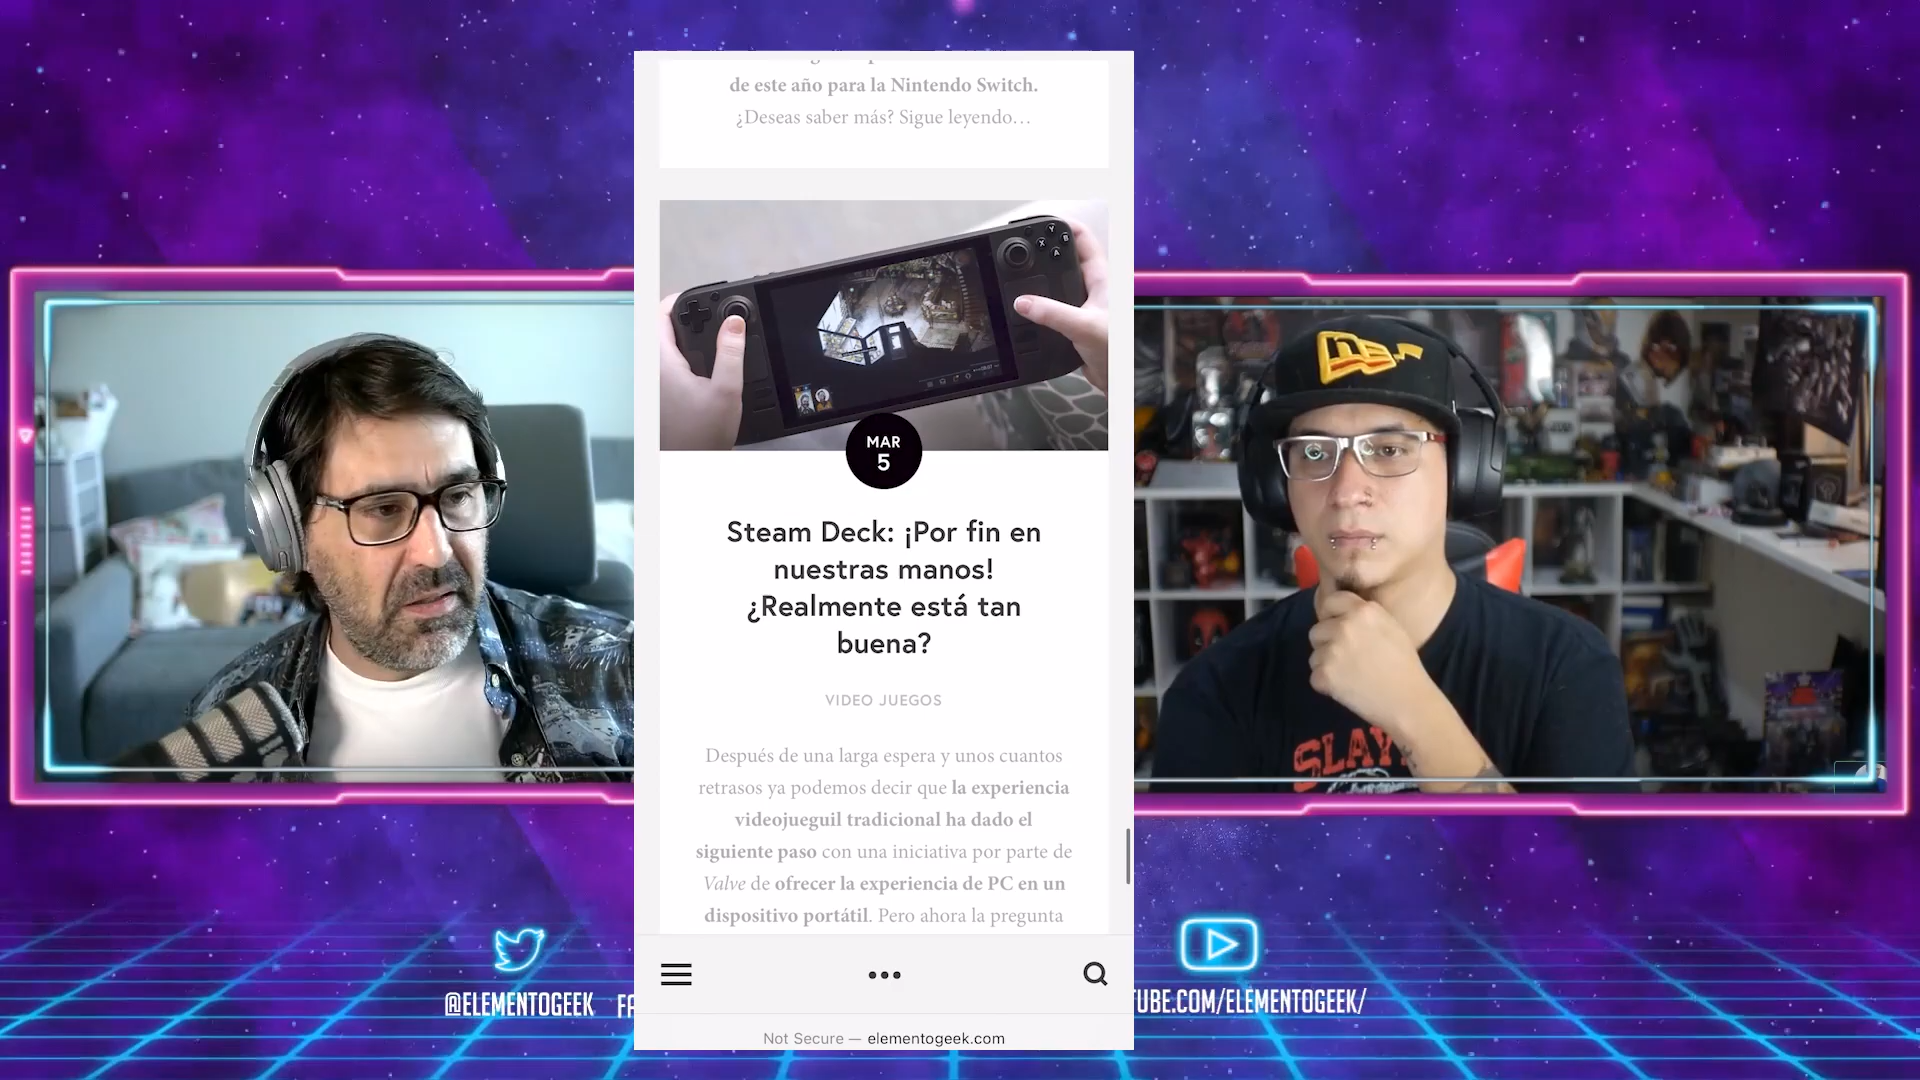 de este año para la Nintendo Switch.
¿Deseas saber más? Sigue leyendo…
Y
X
B
A
MAR
5
Steam Deck: ¡Por fin en
nuestras manos!
¿Realmente está tan
buena?
VIDEO JUEGOS
Después de una larga espera y unos cuantos
retrasos ya podemos decir que la experiencia
videojueguil tradicional ha dado el
siguiente paso con una iniciativa por parte de
Valve de ofrecer la experiencia de PC en un
dispositivo portátil. Pero ahora la pregunta
Not Secure — elementogeek.com
SLAY
@ELEMENTOGEEK
TUBE.COM/ELEMENTOGEEK/